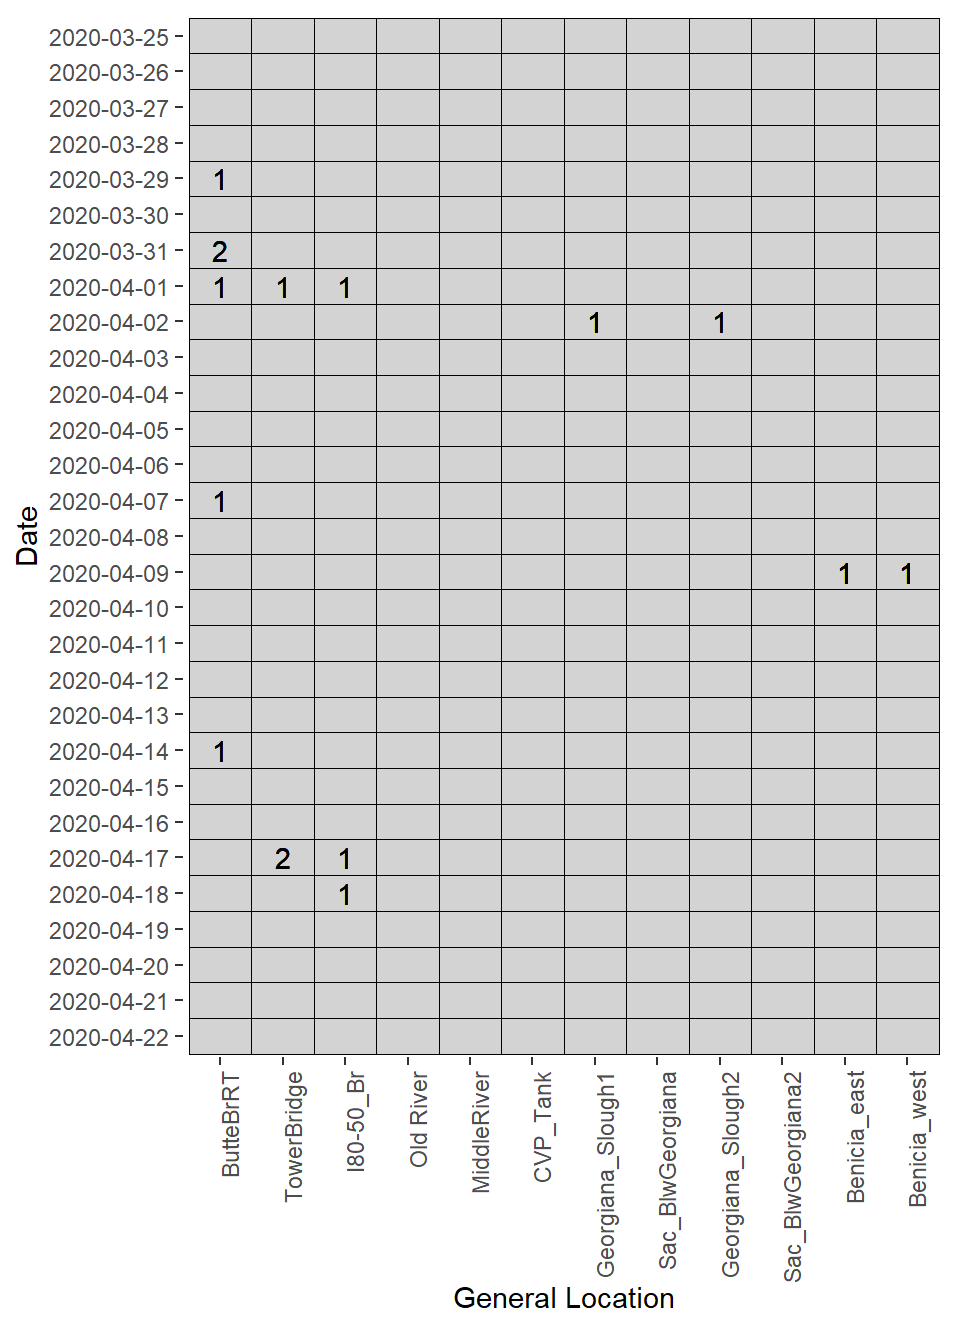 2020-03-25
2020-03-26
2020-03-27
2020-03-28
2020-03-29 1
2020-03-30
2020-03-31 2
2020-04-01 1 1 1
2020-04-02 1 1
2020-04-03
2020-04-04
2020-04-05
2020-04-06
2020-04-07 1
2020-04-08
2020-04-09 1 1
2020-04-10
2020-04-11
2020-04-12
2020-04-13
2020-04-14 1
2020-04-15
2020-04-16
2020-04-17 2 1
2020-04-18 1
2020-04-19
2020-04-20
2020-04-21
2020-04-22
Date
ButteBrRT
TowerBridge
I80-50_Br
Old River
MiddleRiver
CVP_Tank
Georgiana_Slough1
Sac_BlwGeorgiana
Georgiana_Slough2
Sac_BlwGeorgiana2
Benicia_east
Benicia_west
General Location